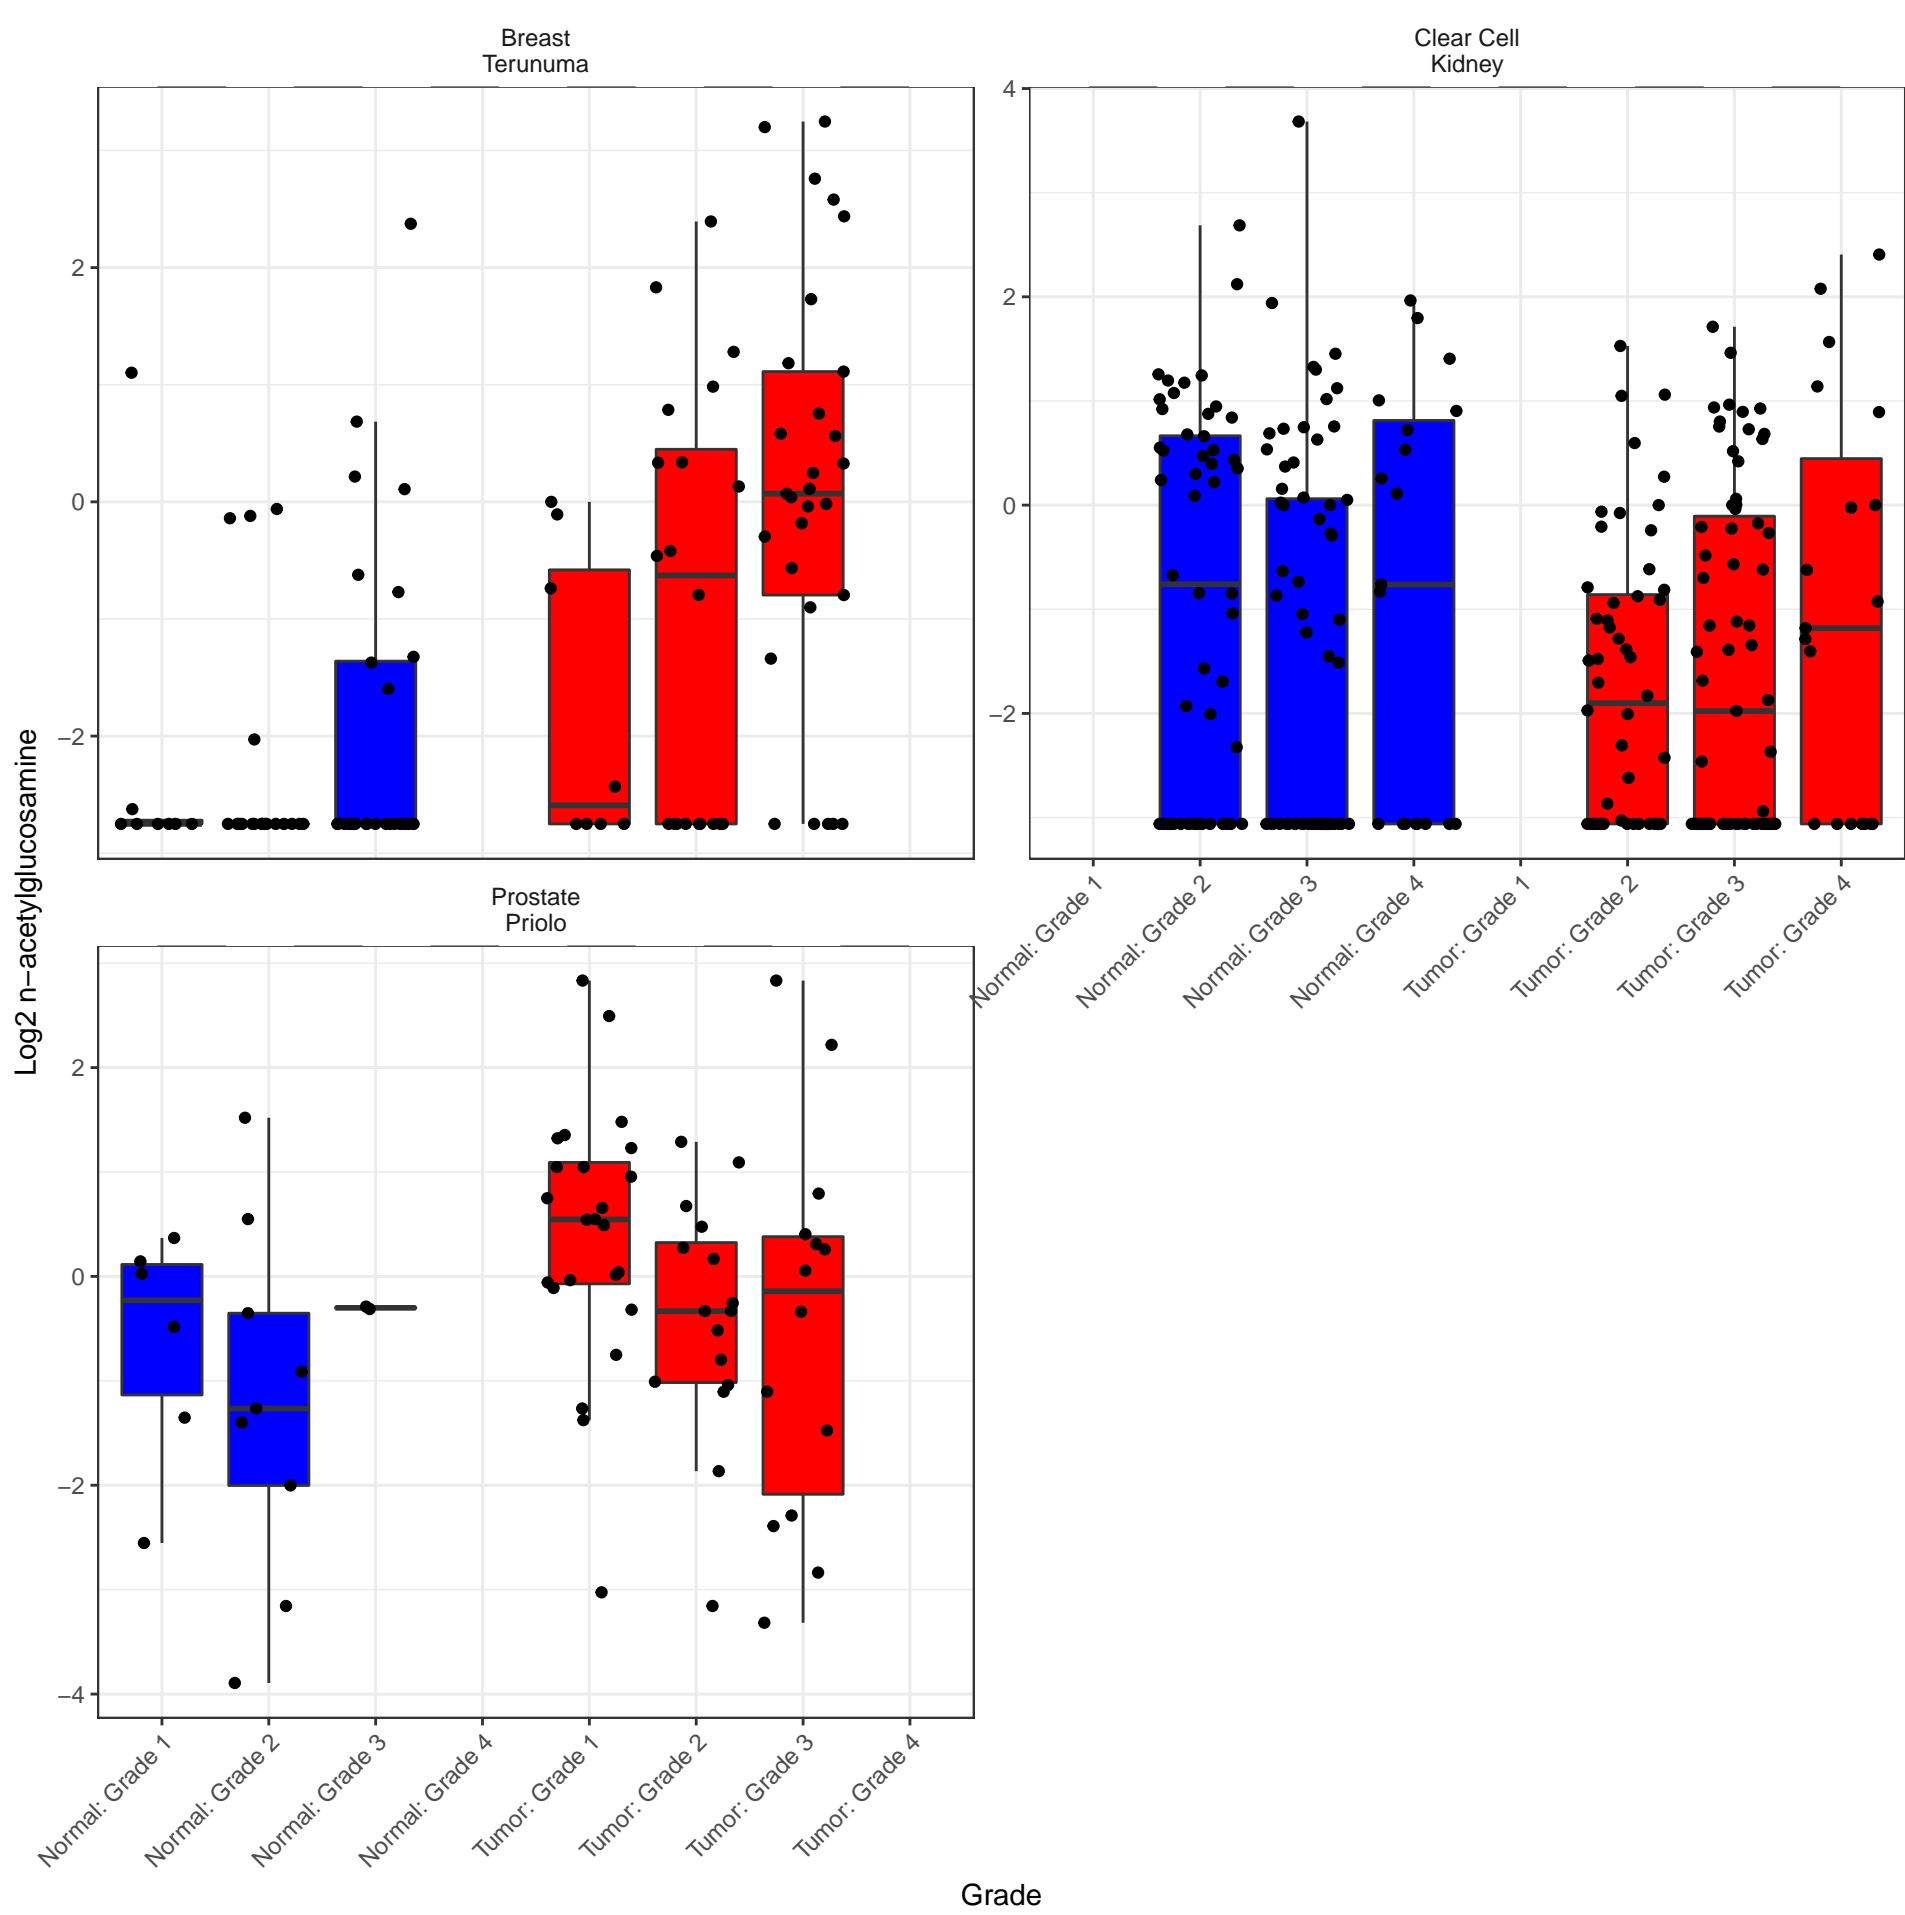 Breast
Terunuma
Clear Cell
Kidney
4
2
0
−2
2
0
−2
Normal: Grade 1
Normal: Grade 2
Normal: Grade 3
Normal: Grade 4
Tumor: Grade 1
Tumor: Grade 2
Tumor: Grade 3
Tumor: Grade 4
Log2 n−acetylglucosamine
Prostate
Priolo
2
0
−2
−4
Normal: Grade 1
Normal: Grade 2
Normal: Grade 3
Normal: Grade 4
Tumor: Grade 1
Tumor: Grade 2
Tumor: Grade 3
Tumor: Grade 4
Grade